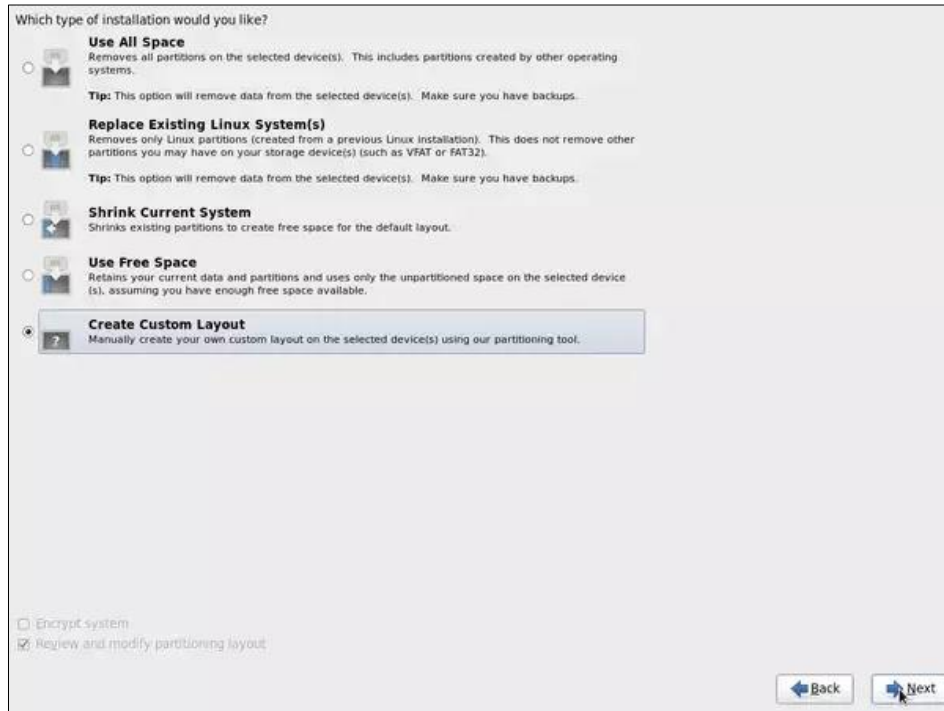 Which type of installation would you like?
Use All Space
Removes all partitions on the selected device(s). This includes partitions created by other operating
systems.
Tip: This option will remove data from the selected device(s). Make sure you have backups.
Replace Existing Linux System(s)
Removes only Linux partitions (created from a previous Linux installation). This does not remove other
partitions you may have on your storage device(s) (such as VFAT or FAT32).
Tip: This option will remove data from the selected device(s). Make sure you have backups.
Shrink Current System
Shrinks existing partitions to create free space for the default layout.
Use Free Space
Retains your current data and partitions and uses only the unpartitioned space on the selected device
(s), assuming you have enough free space available.
?
Create Custom Layout
Manually create your own custom layout on the selected device(s) using our partitioning tool.
Encrypt system
Review and modify partitioning layout
Back
Next